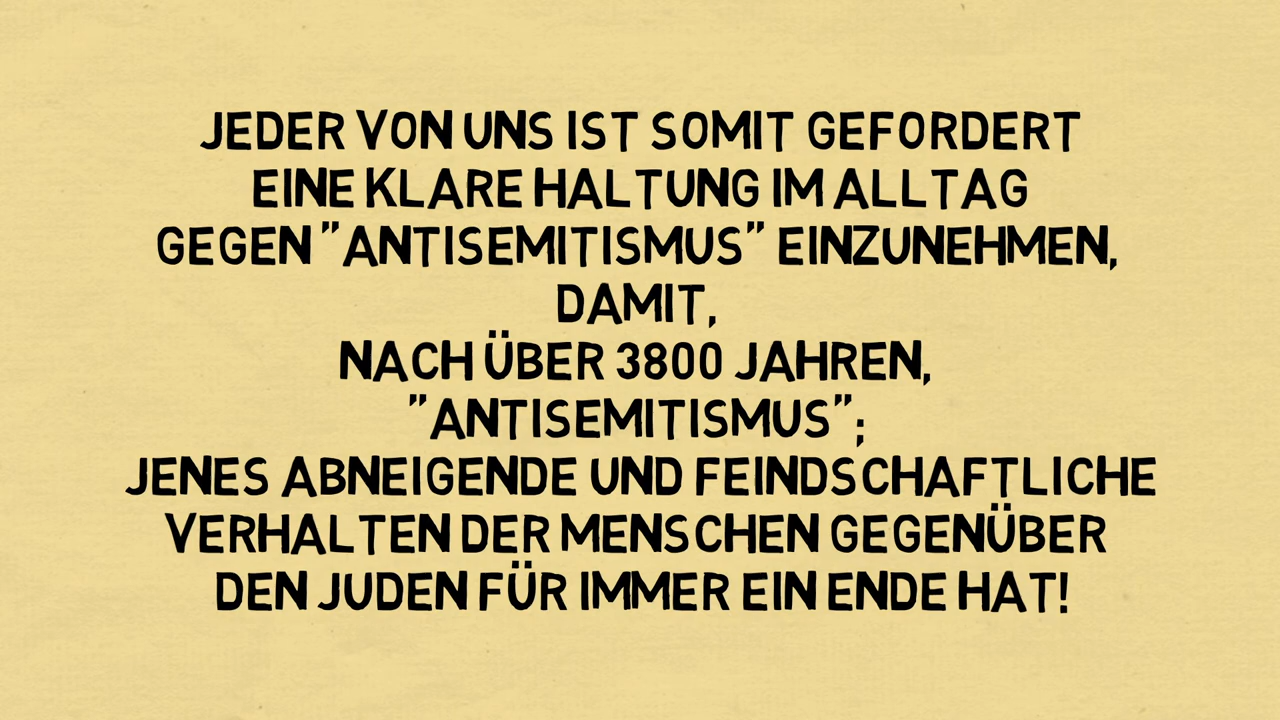 JEDER VON UNS IST SOMIT GEFORDERT
EINE KLARE HALTUNG IM ALLTAG
GEGEN "ANTISEMITISMUS" EINZUNEHMEN,
DAMIT,
NACH ÜBER 3800 JAHREN,
"ANTISEMITISMUS";
JENES ABNEIGENDE UND FEINDSCHAFTLICHE
VERHALTEN DER MENSCHEN GEGENÜBER
DEN JUDEN FÜR IMMER EIN ENDE HAT!